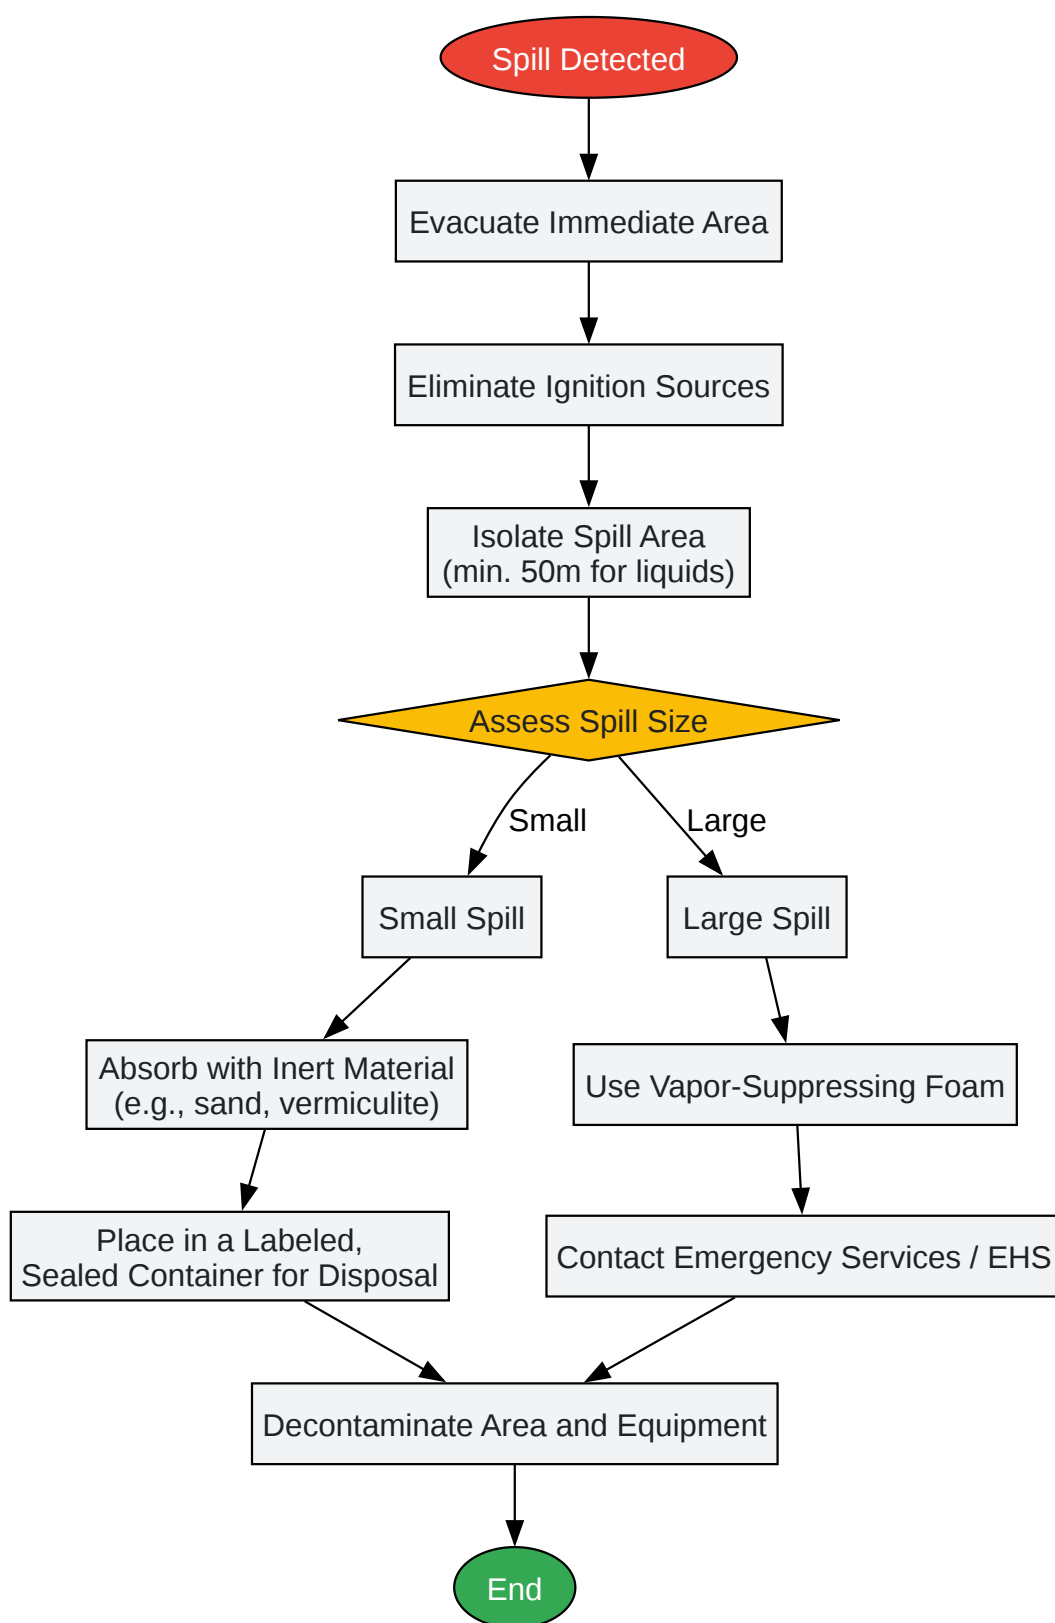 Spill Detected
Evacuate Immediate Area
Eliminate Ignition Sources
Isolate Spill Area
(min. 50m for liquids)
Assess Spill Size
Small
Large
Small Spill
Large Spill
Absorb with Inert Material
(e.g., sand, vermiculite)
Use Vapor-Suppressing Foam
Place in a Labeled,
Sealed Container for Disposal
Contact Emergency Services / EHS
Decontaminate Area and Equipment
End